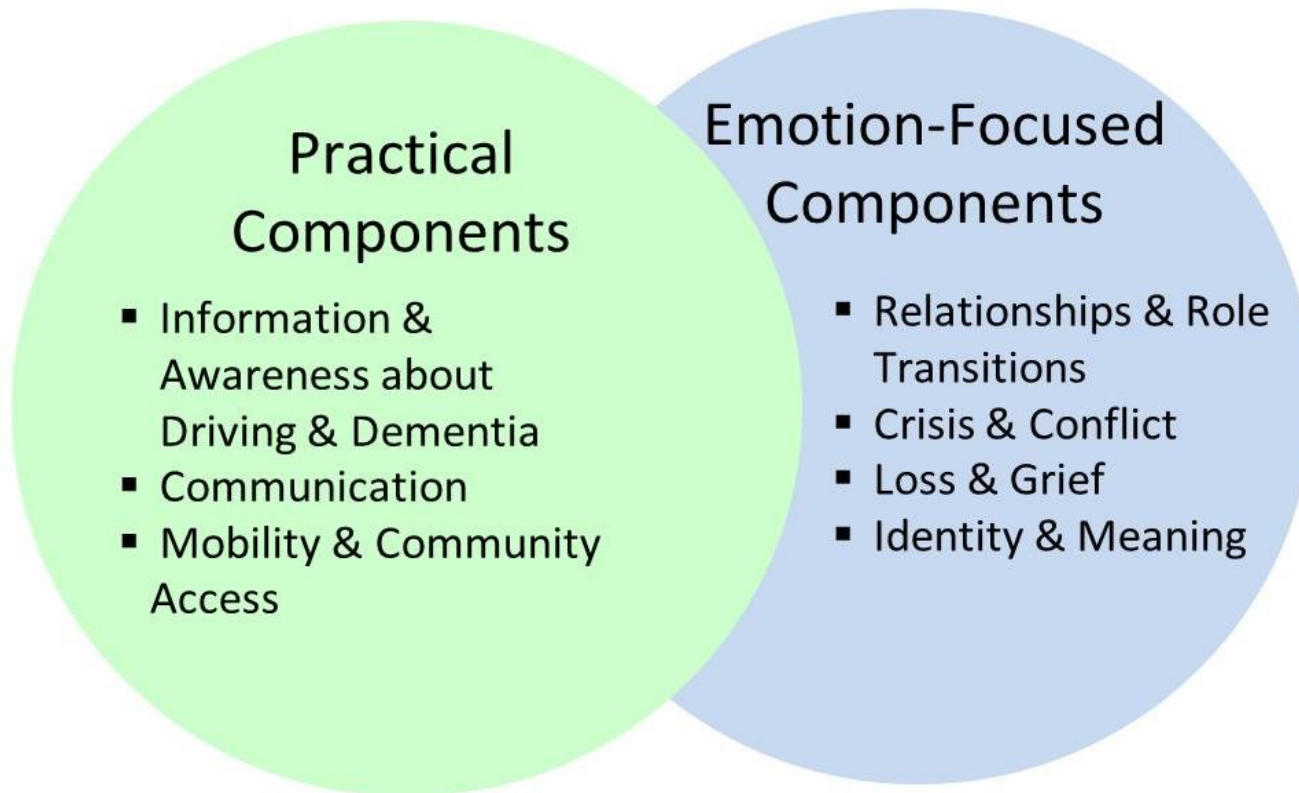 Practical
Components
▪ Information &
Awareness about
Driving & Dementia
▪ Communication
▪ Mobility & Community
Access
Emotion-Focused
Components
▪ Relationships & Role
Transitions
▪ Crisis & Conflict
▪ Loss & Grief
▪ Identity & Meaning